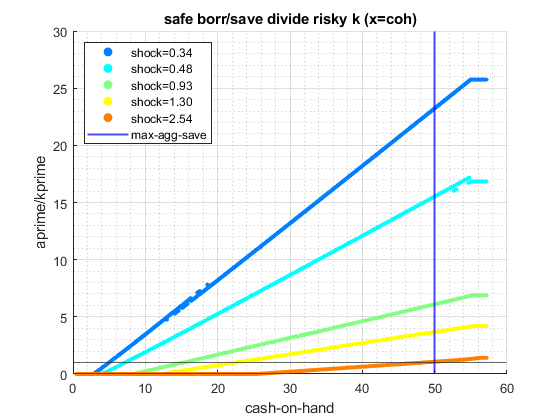 safe borr/save divide risky k (x=coh)
30
25
20
15
10
5
0
aprime/kprime
shock=0.34
shock=0.48
shock=0.93
shock=1.30
shock=2.54
max-agg-save
0 10 20 30 40 50 60
cash-on-hand